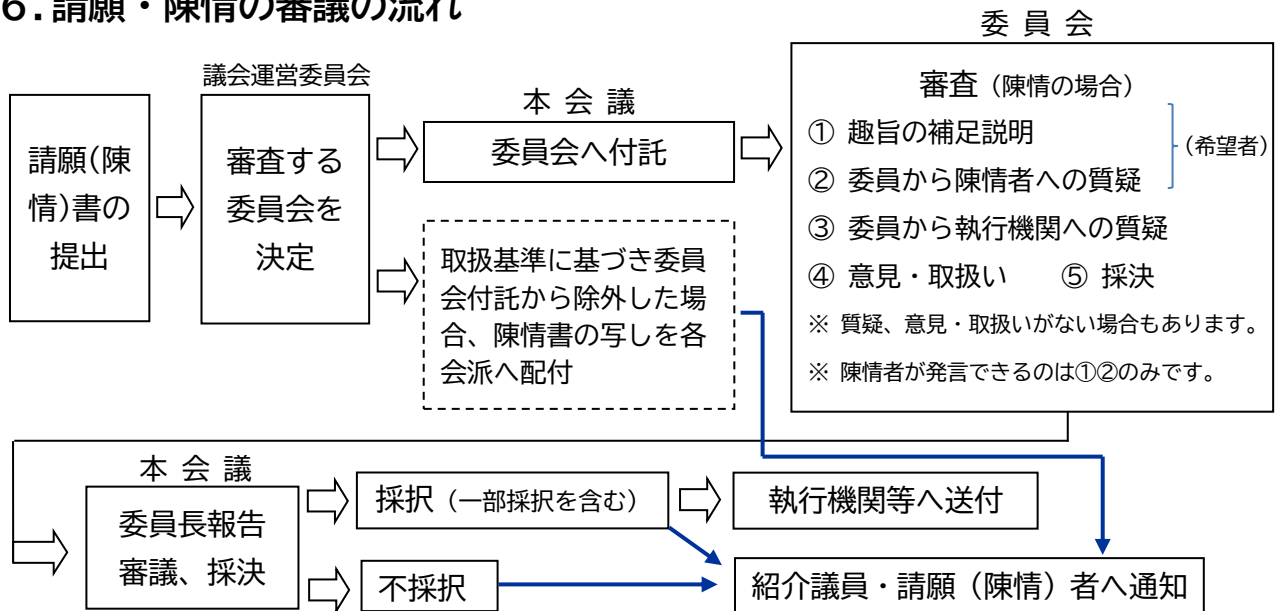 6.請願・陳情の審議の流れ
請願(陳
情)書の
提出
議会運営委員会
審査する
委員会を
決定
本 会 議
委員会へ付託
取扱基準に基づき委員
会付託から除外した場
合、陳情書の写しを各
会派へ配付
委 員 会
審査（陳情の場合）
① 趣旨の補足説明
② 委員から陳情者への質疑
（希望者）
③ 委員から執行機関への質疑
④ 意見・取扱い　⑤ 採決
※ 質疑、意見・取扱いがない場合もあります。
※ 陳情者が発言できるのは①②のみです。
本 会 議
委員長報告
審議、採決
採択（一部採択を含む）
執行機関等へ送付
不採択
紹介議員・請願（陳情）者へ通知